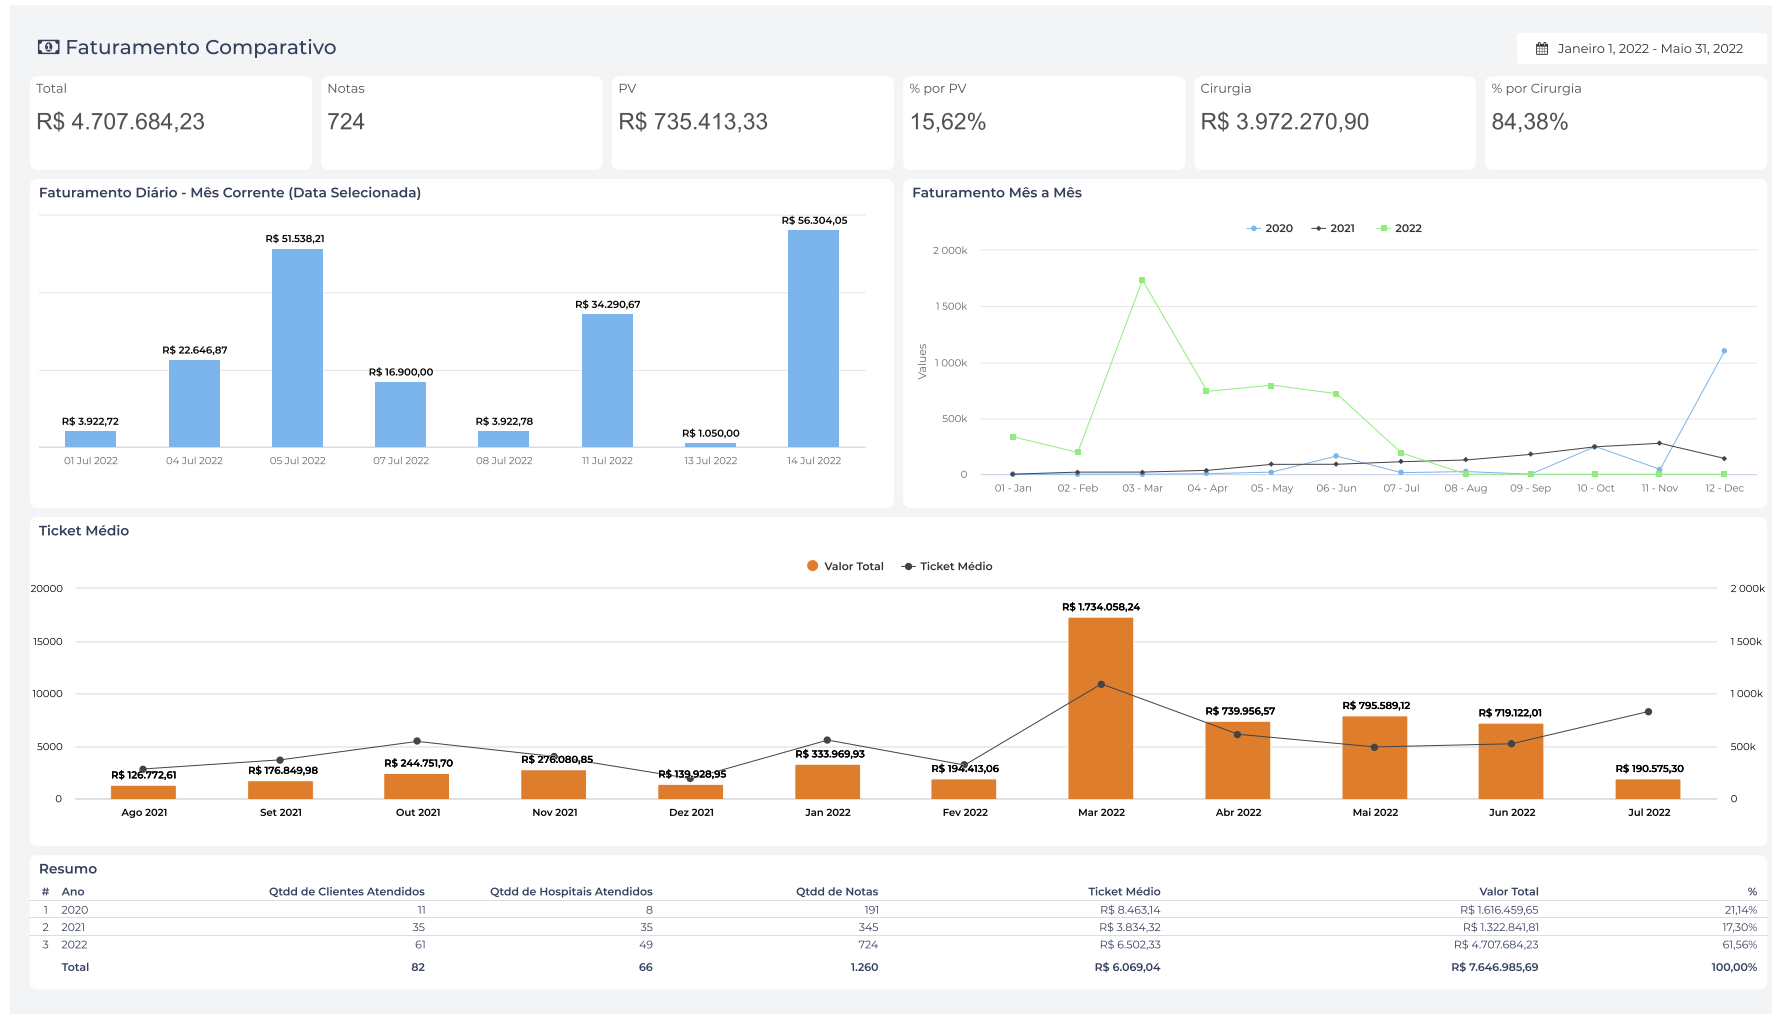 Faturamento Comparativo
Janeiro 1, 2022 - Maio 31, 2022
Total
R$ 4.707.684,23
Notas
724
PV
R$ 735.413,33
% por PV
15,62%
Cirurgia
R$ 3.972.270,90
% por Cirurgia
84,38%
Faturamento Diário - Mês Corrente (Data Selecionada)
R$ 3.922,72
R$ 22.646,87
R$ 51.538,21
R$ 16.900,00
R$ 3.922,78
R$ 34.290,67
R$ 1.050,00
R$ 56.304,05
01 Jul 2022 04 Jul 2022 05 Jul 2022 07 Jul 2022 08 Jul 2022 11 Jul 2022 13 Jul 2022 14 Jul 2022
Faturamento Mês a Mês
2020 2021 2022
Values
2 000k
1 500k
1 000k
500k
0
01 - Jan 02 - Feb 03 - Mar 04 - Apr 05 - May 06 - Jun 07 - Jul 08 - Aug 09 - Sep 10 - Oct 11 - Nov 12 - Dec
Ticket Médio
Valor Total Ticket Médio
20000
15000
10000
5000
0
2 000k
1 500k
1 000k
500k
0
R$ 126.772,61
R$ 176.849,98
R$ 244.751,70
R$ 276.080,85
R$ 139.928,95
R$ 333.969,93
R$ 194.413,06
R$ 1.734.058,24
R$ 739.956,57
R$ 795.589,12
R$ 719.122,01
R$ 190.575,30
Ago 2021 Set 2021 Out 2021 Nov 2021 Dez 2021 Jan 2022 Fev 2022 Mar 2022 Abr 2022 Mai 2022 Jun 2022 Jul 2022
Resumo
# Ano Qtdd de Clientes Atendidos Qtdd de Hospitais Atendidos Qtdd de Notas Ticket Médio Valor Total %
1 2020 11 8 191 R$ 8.463,14 R$ 1.616.459,65 21,14%
2 2021 35 35 345 R$ 3.834,32 R$ 1.322.841,81 17,30%
3 2022 61 49 724 R$ 6.502,33 R$ 4.707.684,23 61,56%
Total 82 66 1.260 R$ 6.069,04 R$ 7.646.985,69 100,00%